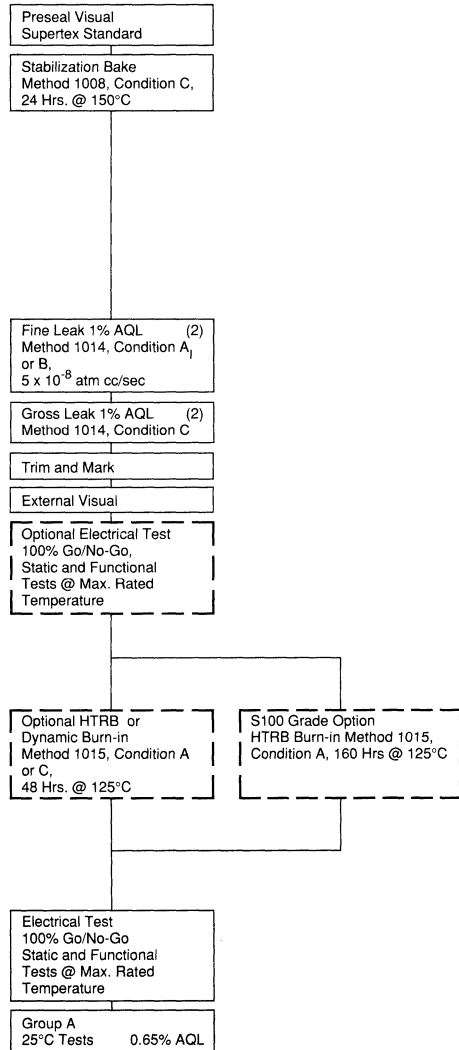 Preseal Visual
Supertex Standard
Stabilization Bake
Method 1008, Condition C,
24 Hrs. @ 150°C
Fine Leak 1% AQL (2)
Method 1014, Condition A₁
or B,
5 x 10⁻⁸ atm cc/sec
Gross Leak 1% AQL (2)
Method 1014, Condition C
Trim and Mark
External Visual
Optional Electrical Test
100% Go/No-Go,
Static and Functional
Tests @ Max. Rated
Temperature
Optional HTRB or
Dynamic Burn-in
Method 1015, Condition A
or C,
48 Hrs. @ 125°C
S100 Grade Option
HTRB Burn-in Method 1015,
Condition A, 160 Hrs @ 125°C
Electrical Test
100% Go/No-Go
Static and Functional
Tests @ Max. Rated
Temperature
Group A
25°C Tests 0.65% AQL